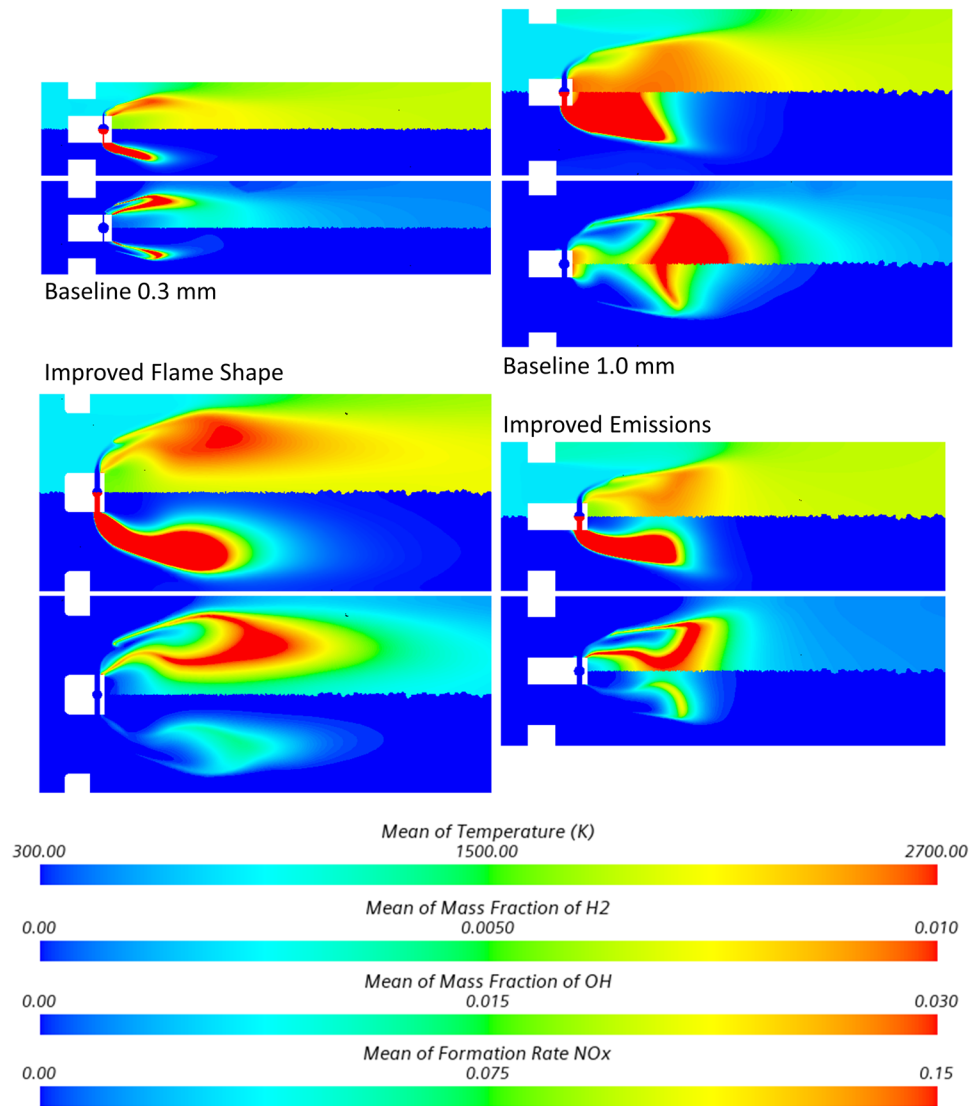 Baseline 0.3 mm
Baseline 1.0 mm
Improved Flame Shape
Improved Emissions
Mean of Temperature (K)
300.00 1500.00 2700.00
Mean of Mass Fraction of H2
0.00 0.0050 0.010
Mean of Mass Fraction of OH
0.00 0.015 0.030
Mean of Formation Rate NOx
0.00 0.075 0.15